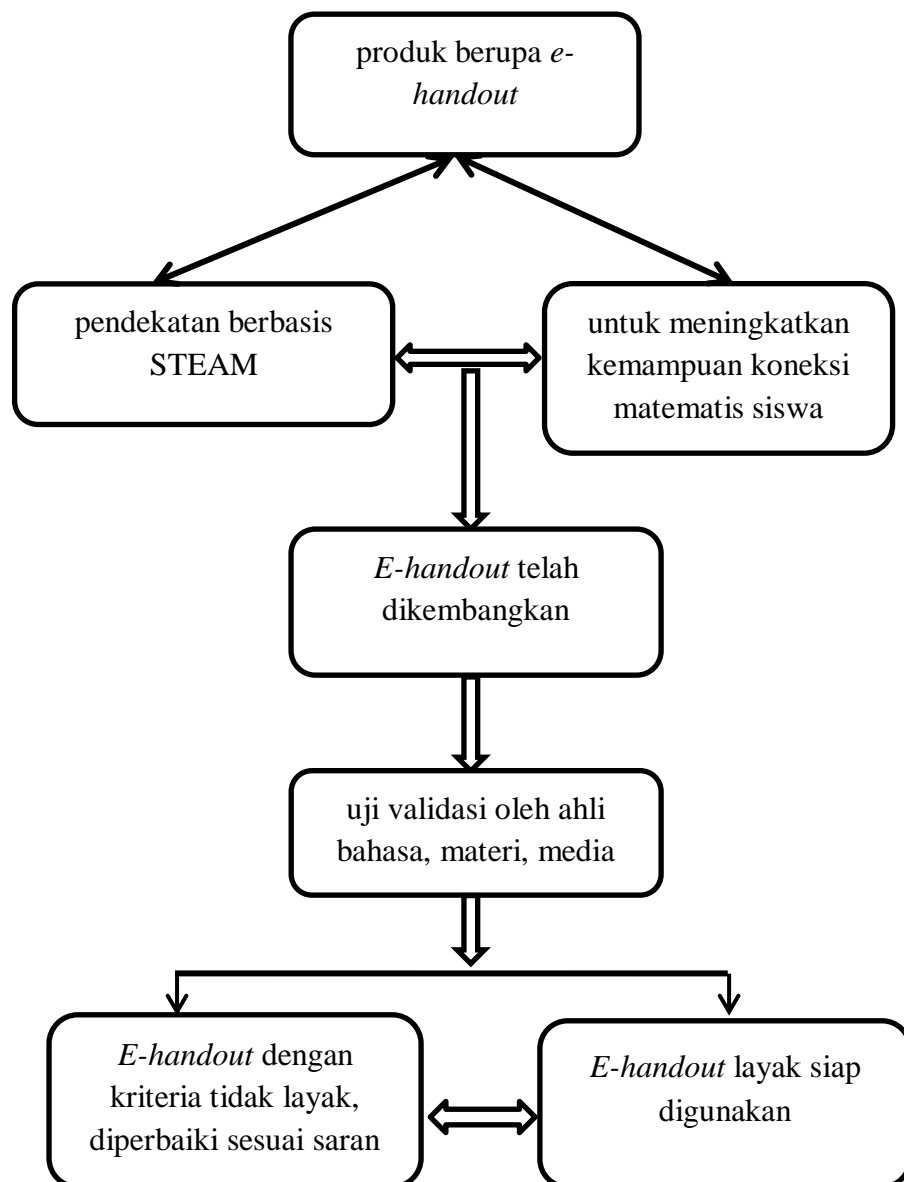 produk berupa e-
handout
pendekatan berbasis
STEAM
untuk meningkatkan
kemampuan koneksi
matematis siswa
E-handout telah
dikembangkan
uji validasi oleh ahli
bahasa, materi, media
E-handout dengan
kriteria tidak layak,
diperbaiki sesuai saran
E-handout layak siap
digunakan